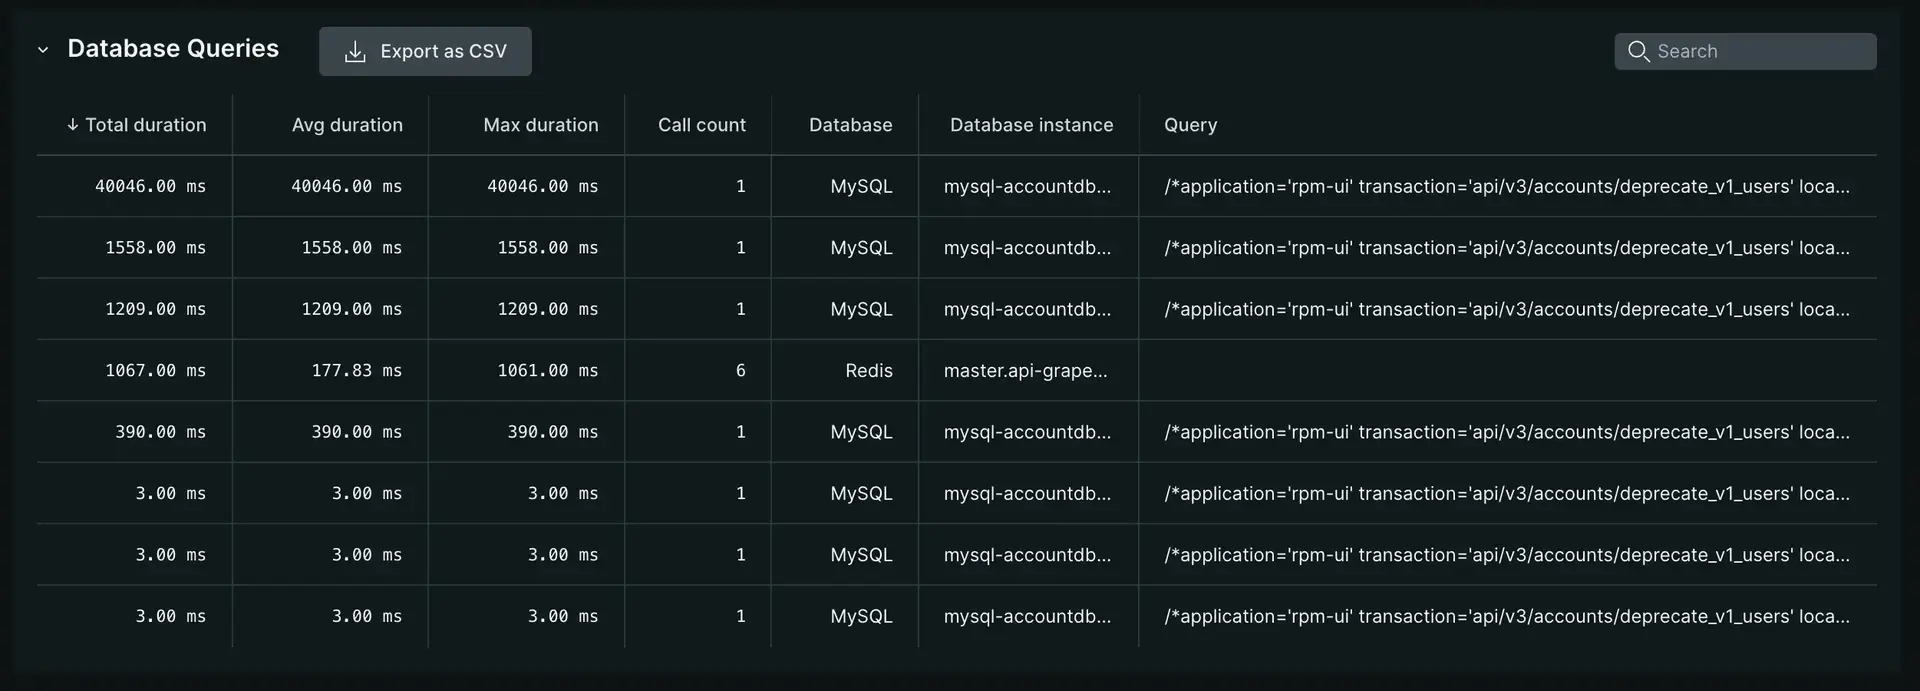 Database Queries Export as CSV Search
↓ Total duration Avg duration Max duration Call count Database Database instance Query
40046.00 ms 40046.00 ms 40046.00 ms 1 MySQL mysql-accountdb... /*application='rpm-ui' transaction='api/v3/accounts/deprecate_v1_users' loca...
1558.00 ms 1558.00 ms 1558.00 ms 1 MySQL mysql-accountdb... /*application='rpm-ui' transaction='api/v3/accounts/deprecate_v1_users' loca...
1209.00 ms 1209.00 ms 1209.00 ms 1 MySQL mysql-accountdb... /*application='rpm-ui' transaction='api/v3/accounts/deprecate_v1_users' loca...
1067.00 ms 177.83 ms 1061.00 ms 6 Redis master.api-grape...
390.00 ms 390.00 ms 390.00 ms 1 MySQL mysql-accountdb... /*application='rpm-ui' transaction='api/v3/accounts/deprecate_v1_users' loca...
3.00 ms 3.00 ms 3.00 ms 1 MySQL mysql-accountdb... /*application='rpm-ui' transaction='api/v3/accounts/deprecate_v1_users' loca...
3.00 ms 3.00 ms 3.00 ms 1 MySQL mysql-accountdb... /*application='rpm-ui' transaction='api/v3/accounts/deprecate_v1_users' loca...
3.00 ms 3.00 ms 3.00 ms 1 MySQL mysql-accountdb... /*application='rpm-ui' transaction='api/v3/accounts/deprecate_v1_users' loca...